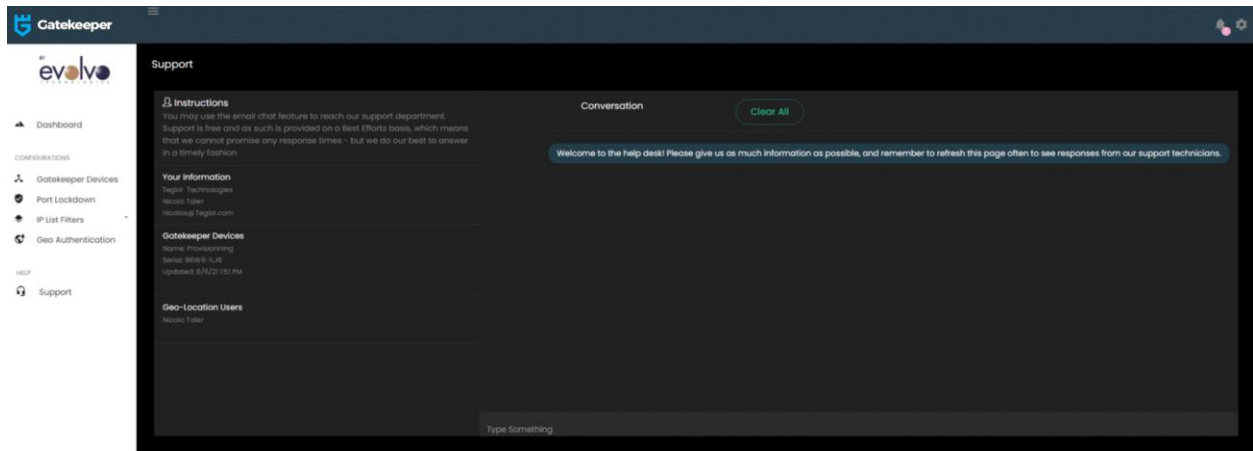 Gatekeeper
BY
evolvo
TECHNOLOGIES
Dashboard
CONFIGURATIONS
Gatekeeper Devices
Port Lockdown
IP List Filters
Geo Authentication
HELP
Support
Support
Instructions
You may use the email chat feature to reach our support department.
Support is free and as such is provided on a Best Efforts basis, which means
that we cannot promise any response times - but we do our best to answer
in a timely fashion
Your Information
Technologies
Nicolo Taler
Gatekeeper Devices
Name: Provisionning
Serial:
Updated: 6/6/21 1:51 PM
Geo-Location Users
Nicolo Taler
Conversation
Clear All
Welcome to the help desk! Please give us as much information as possible, and remember to refresh this page often to see responses from our support technicians.
Type Something